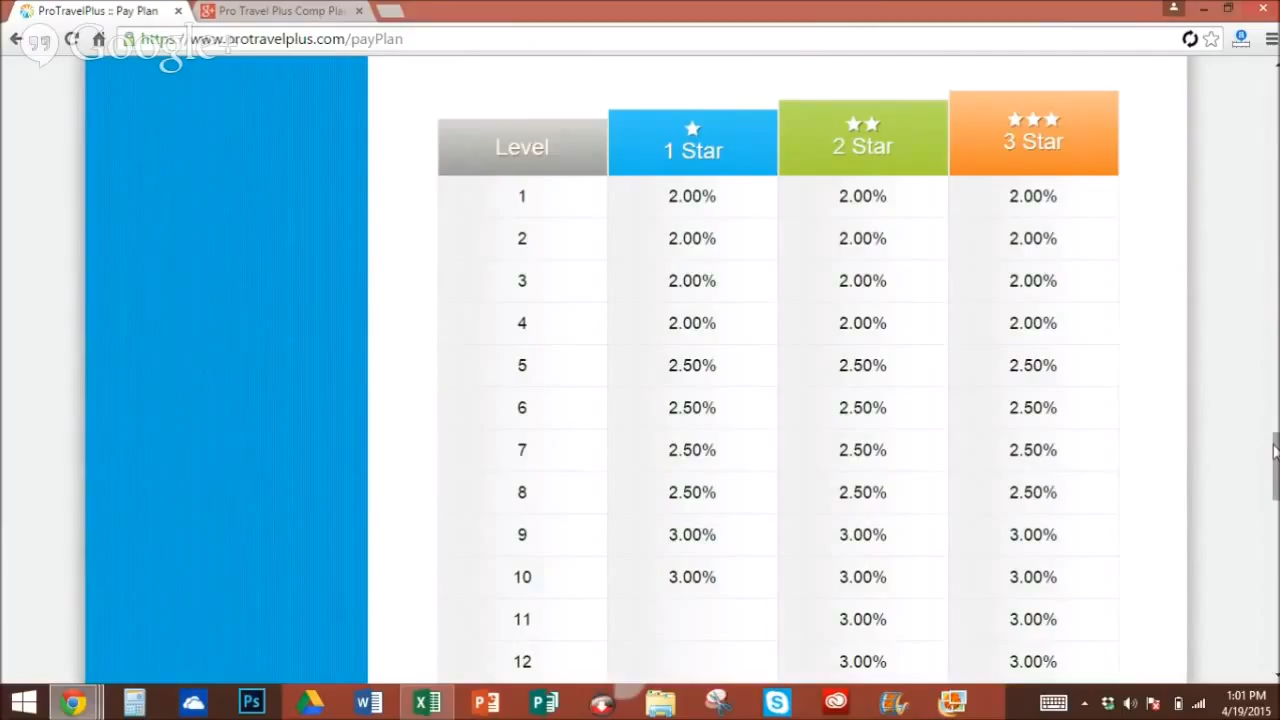 ProTravelPlus :: Pay Plan
Pro Travel Plus Comp Pla
https://www.protravelplus.com/payPlan
Google+
Level 1 Star 2 Star 3 Star
1 2.00% 2.00% 2.00%
2 2.00% 2.00% 2.00%
3 2.00% 2.00% 2.00%
4 2.00% 2.00% 2.00%
5 2.50% 2.50% 2.50%
6 2.50% 2.50% 2.50%
7 2.50% 2.50% 2.50%
8 2.50% 2.50% 2.50%
9 3.00% 3.00% 3.00%
10 3.00% 3.00% 3.00%
11 3.00% 3.00%
12 3.00% 3.00%
1:01 PM
4/19/2015